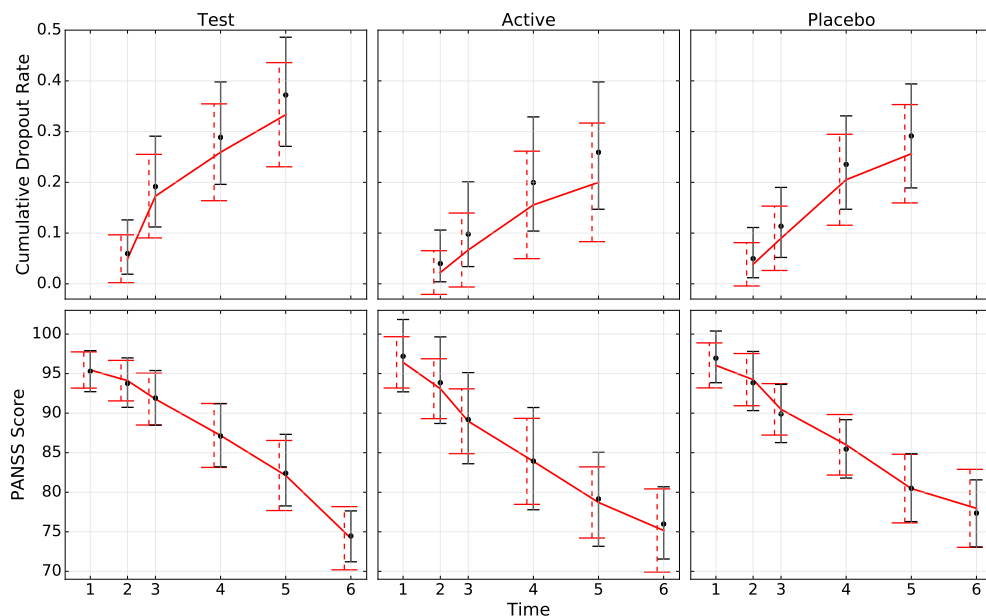 Test Active Placebo
Cumulative Dropout Rate
0.5
0.4
0.3
0.2
0.1
0.0
PANSS Score
100
95
90
85
80
75
70
1 2 3 4 5 6 1 2 3 4 5 6 1 2 3 4 5 6
Time